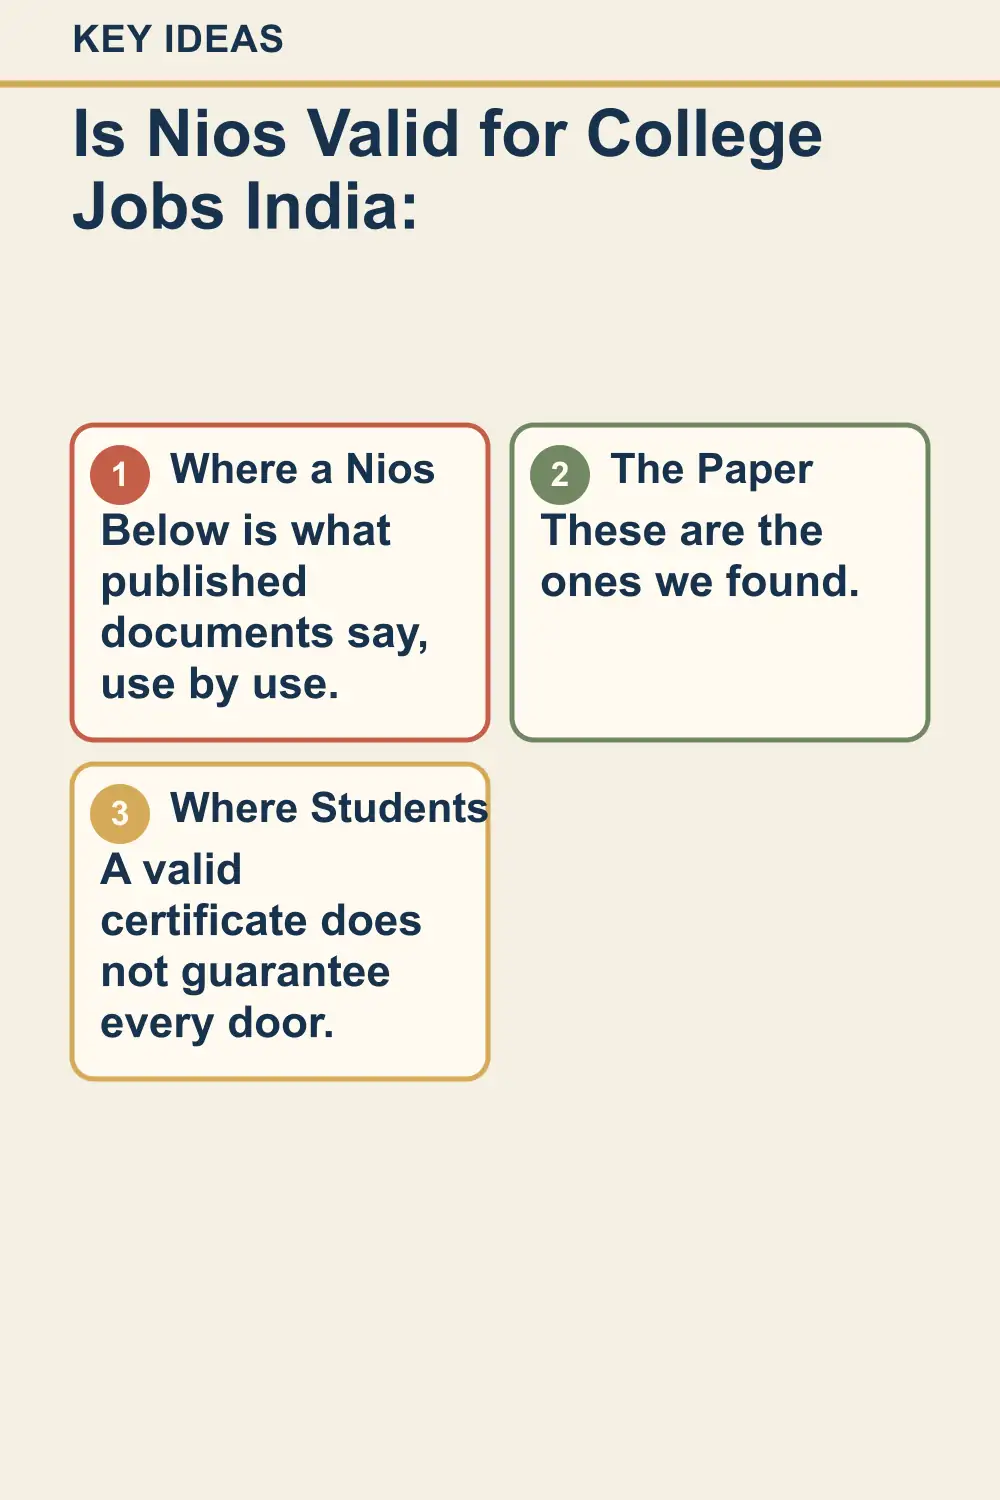 KEY IDEAS
Is Nios Valid for College
Jobs India:
1 Where a Nios
Below is what
published
documents say,
use by use.
2 The Paper
These are the
ones we found.
3 Where Students
A valid
certificate does
not guarantee
every door.